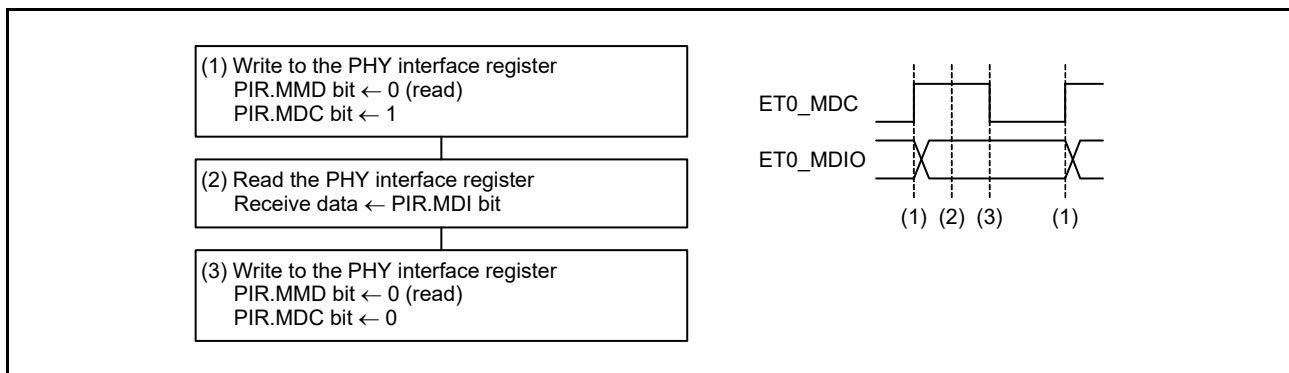 (1) Write to the PHY interface register
PIR.MMD bit ← 0 (read)
PIR.MDC bit ← 1
(2) Read the PHY interface register
Receive data ← PIR.MDI bit
(3) Write to the PHY interface register
PIR.MMD bit ← 0 (read)
PIR.MDC bit ← 0
ET0_MDC
ET0_MDIO
(1) (2) (3) (1)